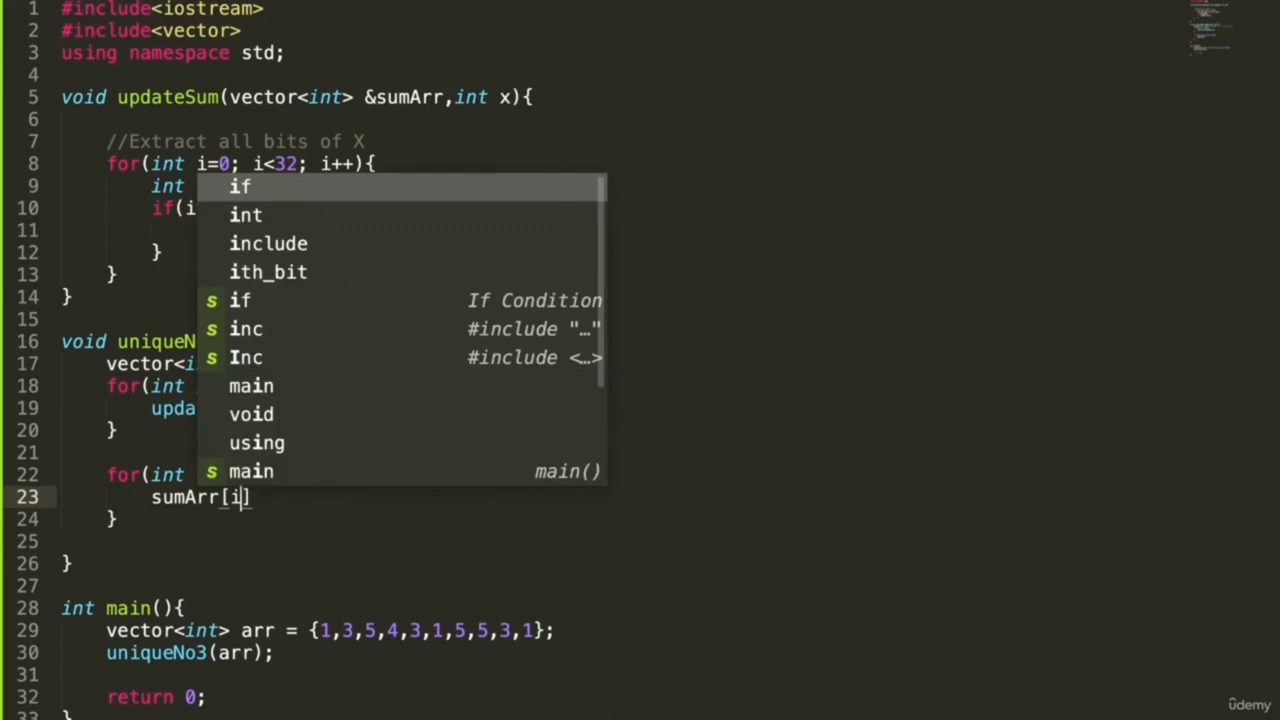 1 #include<iostream>
2 #include<vector>
3 using namespace std;
4
5 void updateSum(vector<int> &sumArr,int x){
6
7 //Extract all bits of X
8 for(int i=0; i<32; i++){
9 int
if
10 if(i
int
11
include
12 }
ith_bit
13 }
14 }
s if If Condition
15
s inc #include "…"
16 void uniqueN
s Inc #include <…>
17 vector<i
18 for(int
main
19 upda
void
20 }
using
21
22 for(int
s main main()
23 sumArr[i]
24 }
25
26 }
27
28 int main(){
29 vector<int> arr = {1,3,5,4,3,1,5,5,3,1};
30 uniqueNo3(arr);
31
32 return 0;
33 }
ûdemy